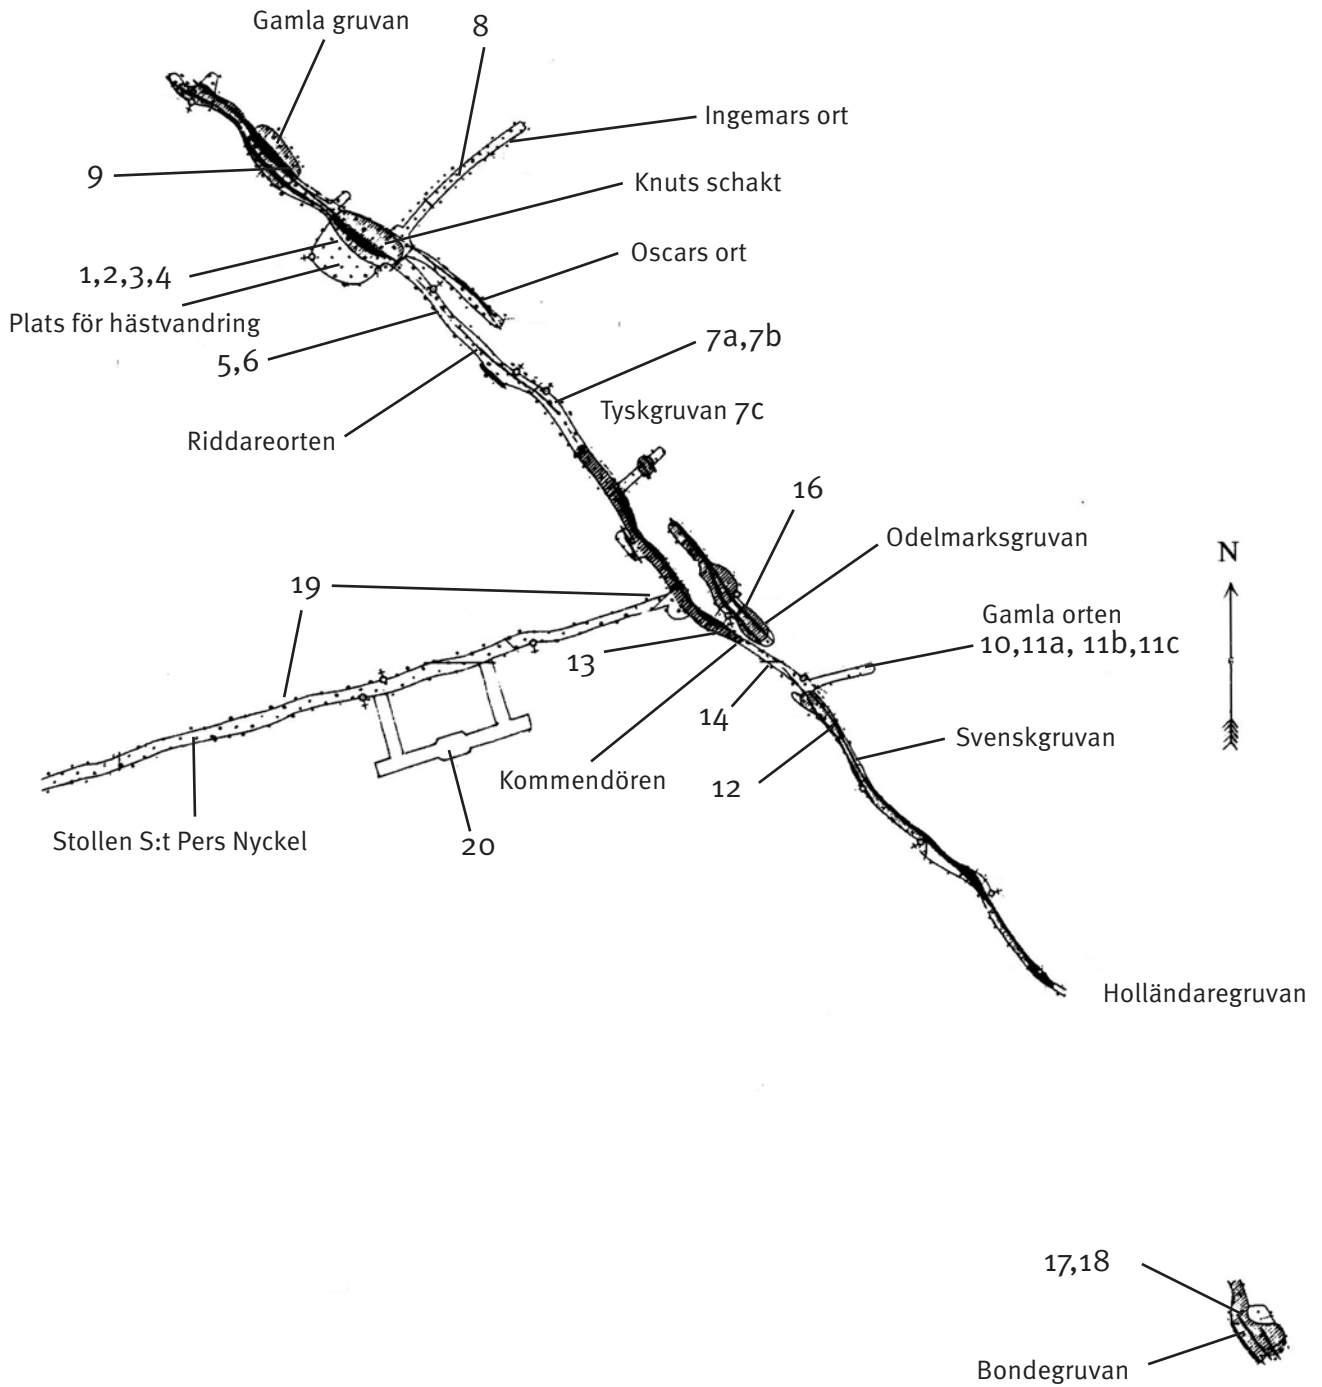 Gamla gruvan
8
Ingemars ort
9
Knuts schakt
Oscars ort
1,2,3,4
Plats för hästvandring
5,6
7a,7b
Tyskgruvan 7c
Riddareorten
16
Odelmarksgruvan
N
19
Gamla orten
10,11a, 11b,11c
13
14
Svenskgruvan
Kommendören
12
Stollen S:t Pers Nyckel
20
Holländaregruvan
17,18
Bondegruvan